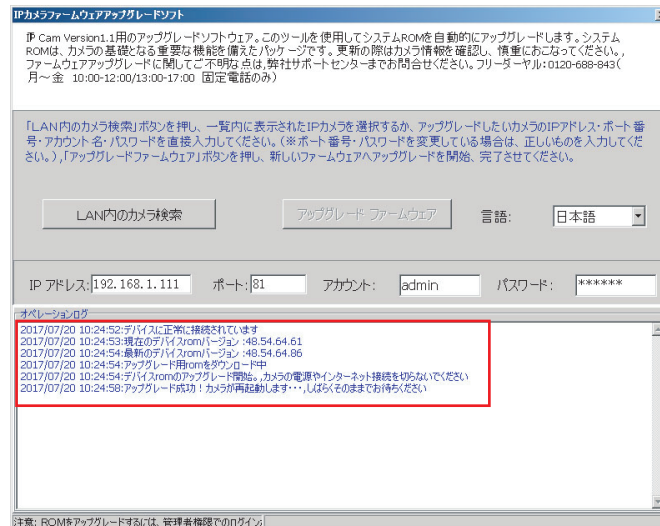 IPカメラファームウェアアップグレードソフト
IP Cam Version1.1用のアップグレードソフトウェア。このツールを使用してシステムROMを自動的にアップグレードします。システム
ROMは、カメラの基礎となる重要な機能を備えたパッケージです。更新の際はカメラ情報を確認し、慎重におこなってください。,
ファームウェアアップグレードに関してご不明な点は,弊社サポートセンターまでお問合せください。フリーダーヤル:0120-688-843(
月～金 10:00-12:00/13:00-17:00 固定電話のみ)
「LAN内のカメラ検索」ボタンを押し、一覧内に表示されたIPカメラを選択するか、アップグレードしたいカメラのIPアドレス・ポート番
号・アカウント名・パスワードを直接入力してください。(※ポート番号・パスワードを変更している場合は、正しいものを入力してくだ
さい。),「アップグレードファームウェア」ボタンを押し、新しいファームウェアへアップグレードを開始、完了させてください。
LAN内のカメラ検索 アップグレード ファームウェア 言語: 日本語
IP アドレス: 192.168.1.111 ポート: 81 アカウント: admin パスワード: ******
オペレーションログ
2017/07/20 10:24:52:デバイスに正常に接続されています
2017/07/20 10:24:53:現在のデバイスromバージョン :48.54.64.61
2017/07/20 10:24:54:最新のデバイスromバージョン :48.54.64.86
2017/07/20 10:24:54:アップグレード用romをダウンロード中
2017/07/20 10:24:54:デバイスromのアップグレード開始。,カメラの電源やインターネット接続を切らないでください
2017/07/20 10:24:58:アップグレード成功！カメラが再起動します・・・,しばらくそのままでお待ちください
注意: ROMをアップグレードするには、管理者権限でのログイン